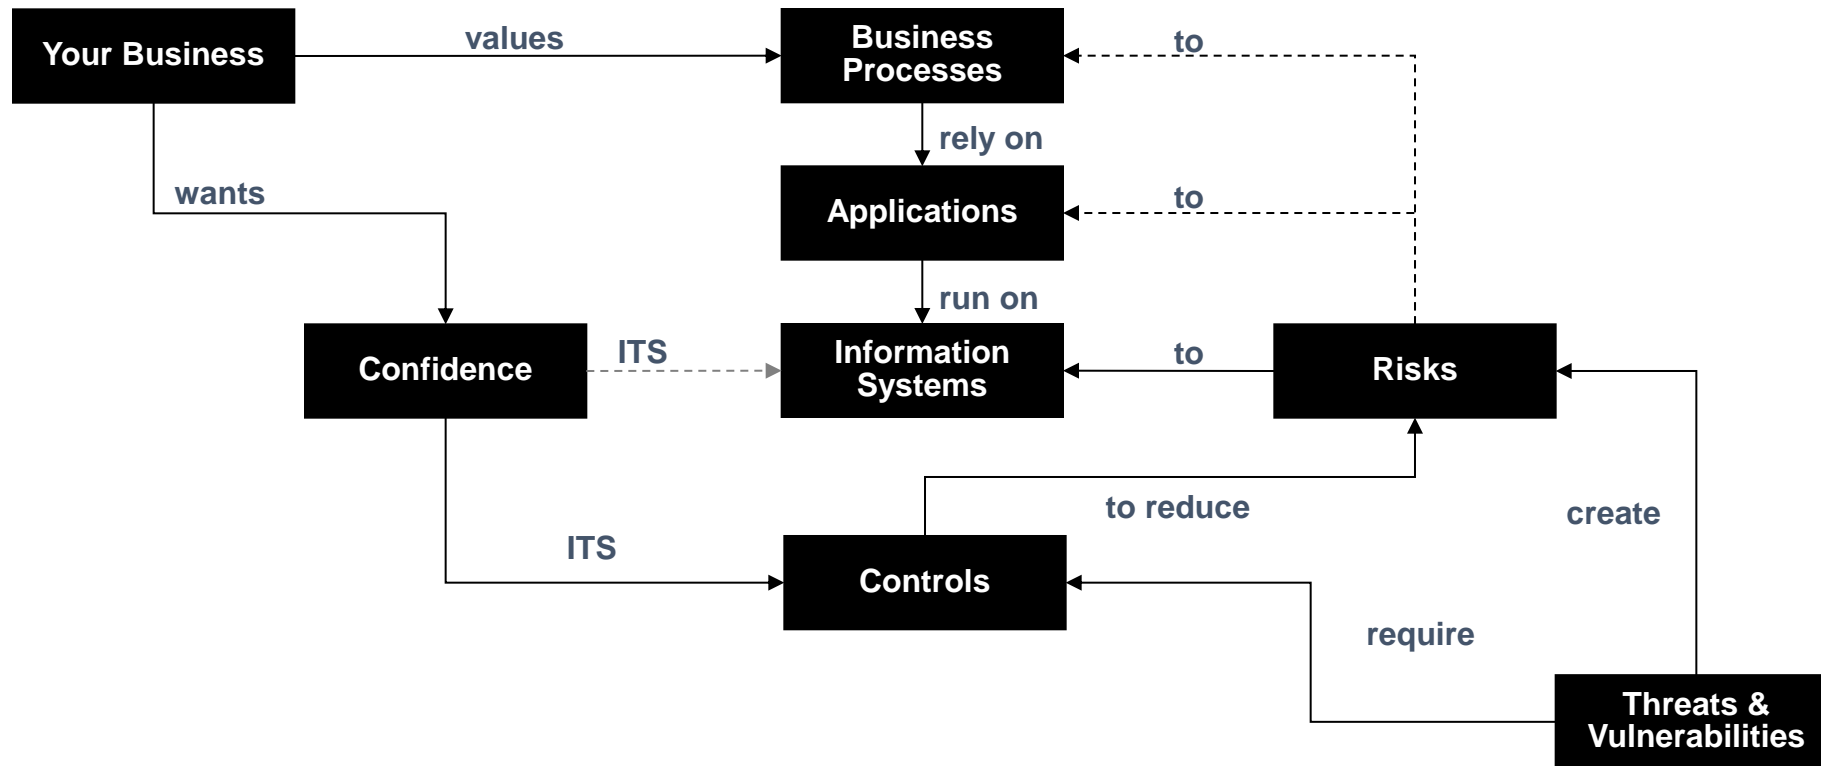 Your Business
values
Business
Processes
to
rely on
wants
Applications
to
run on
Confidence
ITS
Information
Systems
to
Risks
to reduce
create
ITS
Controls
require
Threats &
Vulnerabilities